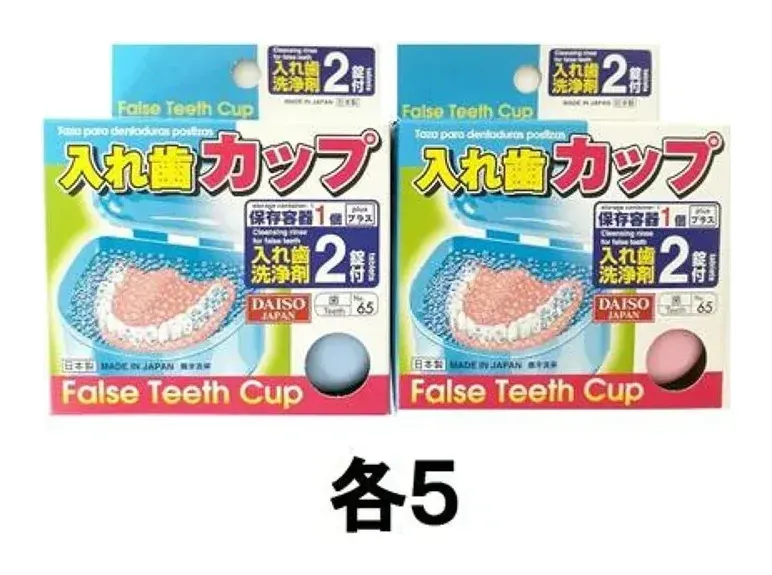 Cleansing rinse
for false teeth
入れ歯
洗浄剤
2錠付
tablets
MADE IN JAPAN 日本製
False Teeth Cup
Taza para dentaduras postizas
入れ歯カップ
storage container-1
保存容器1個
plus
プラス
Cleansing rinse
for false teeth
入れ歯
洗浄剤
2錠付
tablets
DAISO
JAPAN
歯
Teeth
No.
65
日本製 MADE IN JAPAN
False Teeth Cup
Cleansing rinse
for false teeth
入れ歯
洗浄剤
2錠付
tablets
MADE IN JAPAN 日本製
False Teeth Cup
Taza para dentaduras postizas
入れ歯カップ
storage container-1
保存容器1個
plus
プラス
Cleansing rinse
for false teeth
入れ歯
洗浄剤
2錠付
tablets
DAISO
JAPAN
歯
Teeth
No.
65
日本製 MADE IN JAPAN
False Teeth Cup
各5